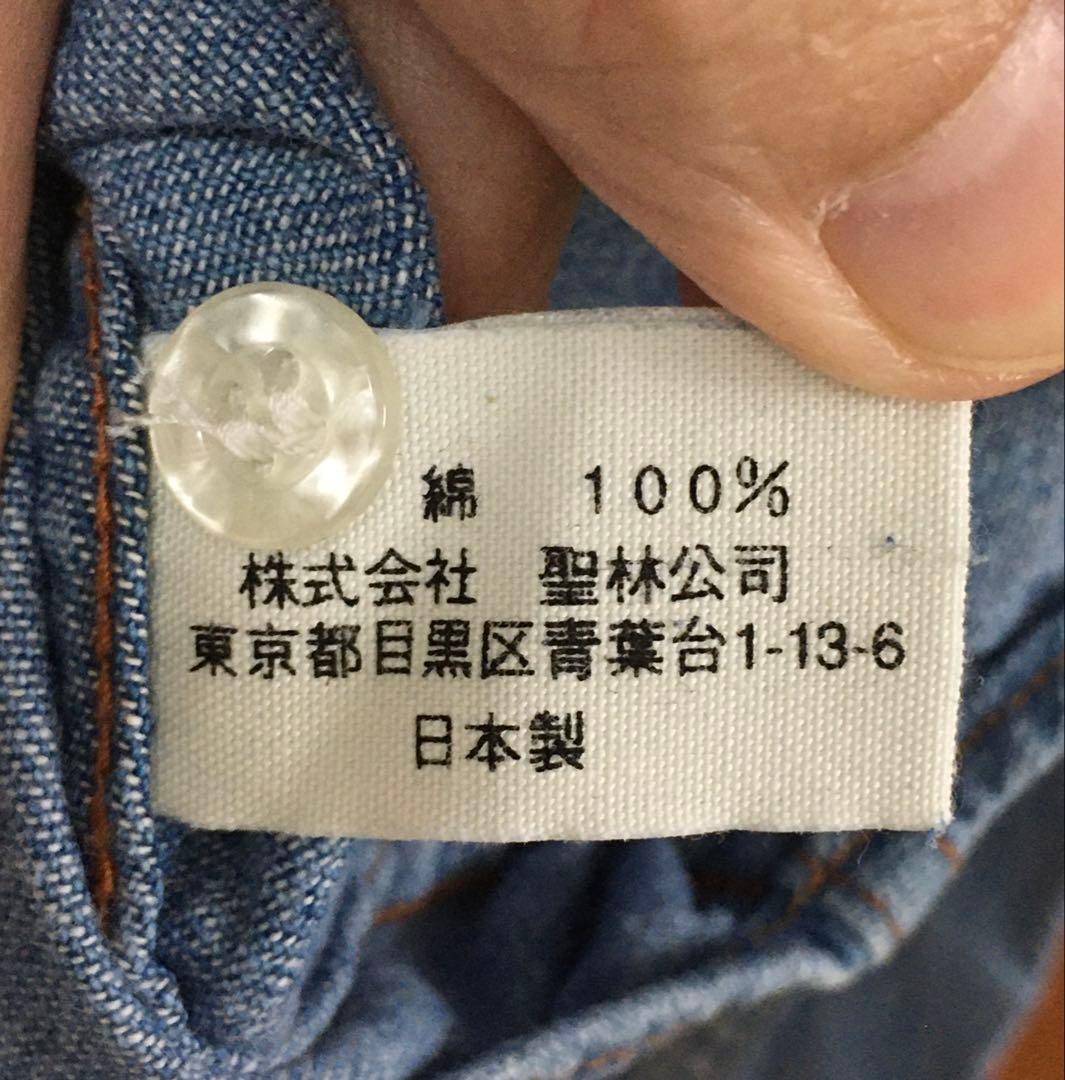 綿　100%
株式会社　聖林公司
東京都目黒区青葉台1-13-6
日本製